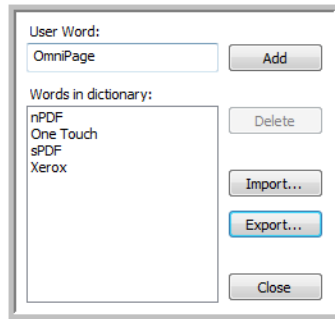 User Word:
OmniPage
Add
Words in dictionary:
nPDF
One Touch
sPDF
Xerox
Delete
Import...
Export...
Close